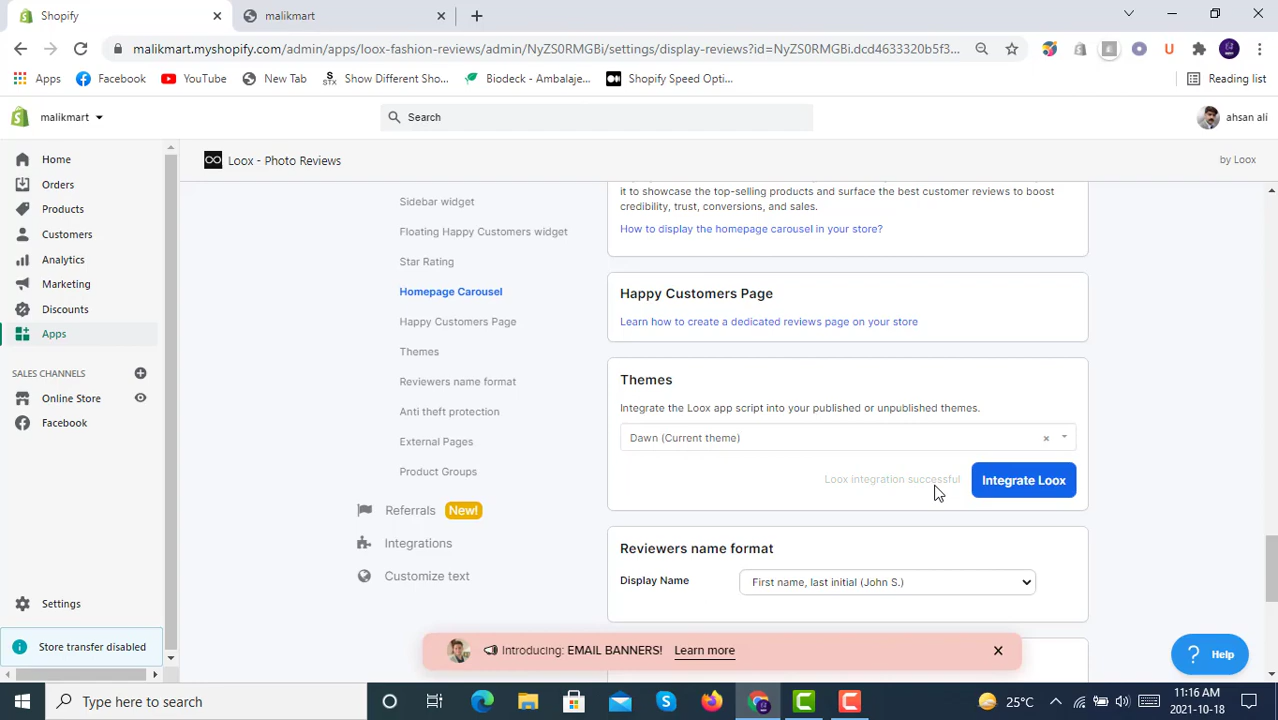 Shopify
malikmart
malikmart.myshopify.com/admin/apps/loox-fashion-reviews/admin/NyZS0RMGBi/settings/display-reviews?id=NyZS0RMGBi.dcd4633320b5f3...
Apps
Facebook
YouTube
New Tab
STX
Show Different Sho...
Biodeck - Ambalaje...
Shopify Speed Opti...
Reading list
malikmart
Search
ahsan ali
Home
Orders
Products
Customers
Analytics
Marketing
Discounts
Apps
SALES CHANNELS
Online Store
Facebook
Settings
Store transfer disabled
Loox - Photo Reviews
by Loox
Sidebar widget
Floating Happy Customers widget
Star Rating
Homepage Carousel
Happy Customers Page
Themes
Reviewers name format
Anti theft protection
External Pages
Product Groups
Referrals New!
Integrations
Customize text
it to showcase the top-selling products and surface the best customer reviews to boost
credibility, trust, conversions, and sales.
How to display the homepage carousel in your store?
Happy Customers Page
Learn how to create a dedicated reviews page on your store
Themes
Integrate the Loox app script into your published or unpublished themes.
Dawn (Current theme)
Loox integration successful
Integrate Loox
Reviewers name format
Display Name
First name, last initial (John S.)
Introducing: EMAIL BANNERS! Learn more
Help
Type here to search
25°C
11:16 AM
2021-10-18